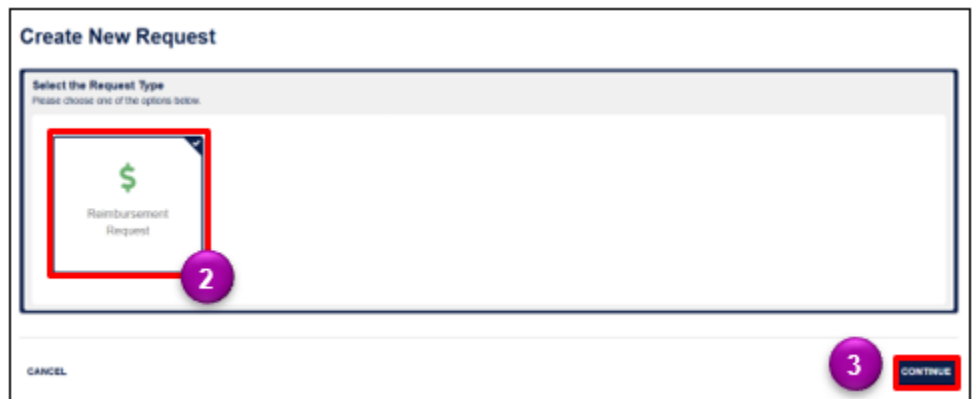 Create New Request
Select the Request Type
Please choose one of the options below.
$
Reimbursement
Request
2
CANCEL
3
CONTINUE